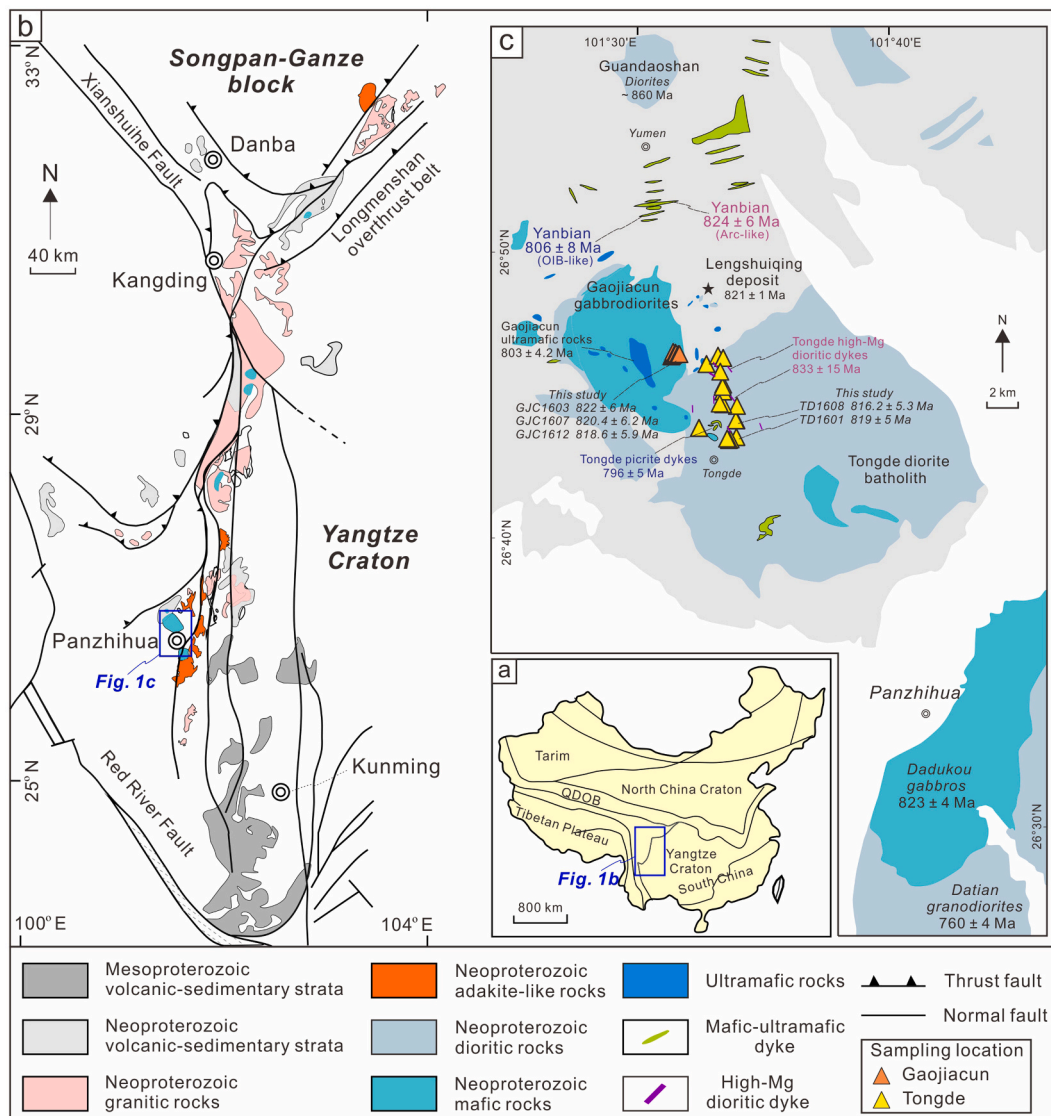 b
33°N
Songpan-Ganze
block
Xianshuihe Fault
Danba
N
40 km
Longmenshan
overthrust belt
Kangding
29°N
Yangtze
Craton
Panzhihua
Fig. 1c
Kunming
25°N
Red River Fault
100°E
104°E
c
101°30'E
101°40'E
Guandaoshan
Diorites
~ 860 Ma
Yumen
Yanbian
824 ± 6 Ma
(Arc-like)
Yanbian
806 ± 8 Ma
(OIB-like)
26°50'N
Lengshuiqing
deposit
821 ± 1 Ma
Gaojiacun
gabbrodiorites
N
2 km
Gaojiacun
ultramafic rocks
803 ± 4.2 Ma
Tongde high-Mg
dioritic dykes
833 ± 15 Ma
This study
GJC1603 822 ± 6 Ma
GJC1607 820.4 ± 6.2 Ma
GJC1612 818.6 ± 5.9 Ma
This study
TD1608 816.2 ± 5.3 Ma
TD1601 819 ± 5 Ma
Tongde picrite dykes
796 ± 5 Ma
Tongde
Tongde diorite
batholith
26°40'N
Panzhihua
Dadukou
gabbros
823 ± 4 Ma
26°30'N
Datian
granodiorites
760 ± 4 Ma
a
Tarim
North China Craton
QDOB
Tibetan Plateau
Yangtze
Craton
South China
Fig. 1b
800 km
Mesoproterozoic
volcanic-sedimentary strata
Neoproterozoic
volcanic-sedimentary strata
Neoproterozoic
granitic rocks
Neoproterozoic
adakite-like rocks
Neoproterozoic
dioritic rocks
Neoproterozoic
mafic rocks
Ultramafic rocks
Mafic-ultramafic
dyke
High-Mg
dioritic dyke
Thrust fault
Normal fault
Sampling location
Gaojiacun
Tongde